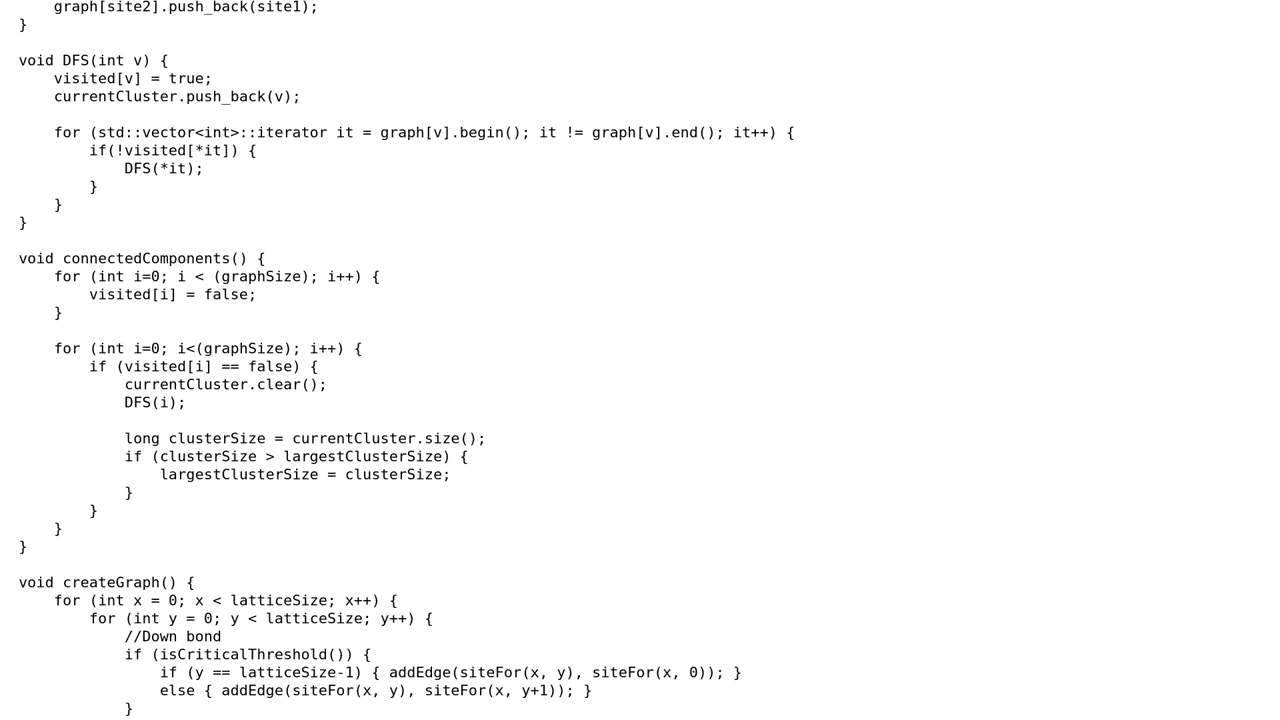 graph[site2].push_back(site1);
}

void DFS(int v) {
    visited[v] = true;
    currentCluster.push_back(v);

    for (std::vector<int>::iterator it = graph[v].begin(); it != graph[v].end(); it++) {
        if(!visited[*it]) {
            DFS(*it);
        }
    }
}

void connectedComponents() {
    for (int i=0; i < (graphSize); i++) {
        visited[i] = false;
    }

    for (int i=0; i<(graphSize); i++) {
        if (visited[i] == false) {
            currentCluster.clear();
            DFS(i);

            long clusterSize = currentCluster.size();
            if (clusterSize > largestClusterSize) {
                largestClusterSize = clusterSize;
            }
        }
    }
}

void createGraph() {
    for (int x = 0; x < latticeSize; x++) {
        for (int y = 0; y < latticeSize; y++) {
            //Down bond
            if (isCriticalThreshold()) {
                if (y == latticeSize-1) { addEdge(siteFor(x, y), siteFor(x, 0)); }
                else { addEdge(siteFor(x, y), siteFor(x, y+1)); }
            }